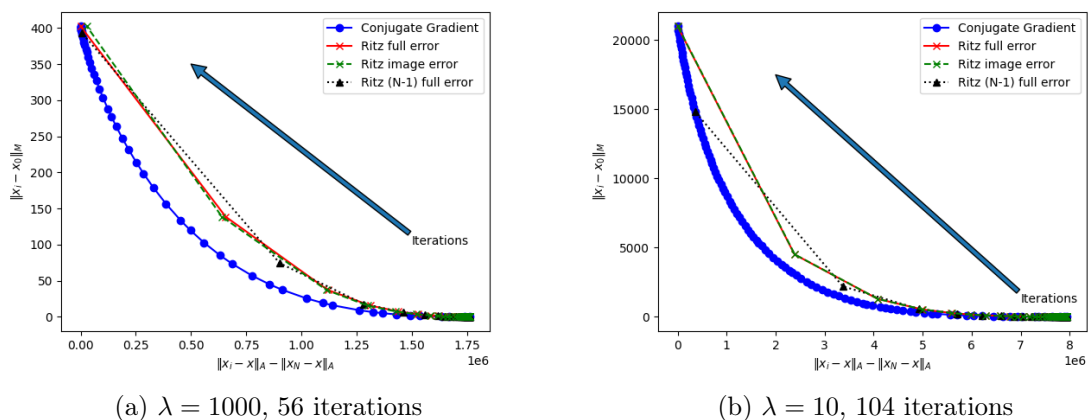 400
350
300
250
200
150
100
50
0
‖x_i − x_0‖_M
0.00 0.25 0.50 0.75 1.00 1.25 1.50 1.75
1e6
‖x_i − x‖_A − ‖x_N − x‖_A
Conjugate Gradient
Ritz full error
Ritz image error
Ritz (N-1) full error
Iterations
(a) λ = 1000, 56 iterations
20000
15000
10000
5000
0
‖x_i − x_0‖_M
0 1 2 3 4 5 6 7 8
1e6
‖x_i − x‖_A − ‖x_N − x‖_A
Conjugate Gradient
Ritz full error
Ritz image error
Ritz (N-1) full error
Iterations
(b) λ = 10, 104 iterations